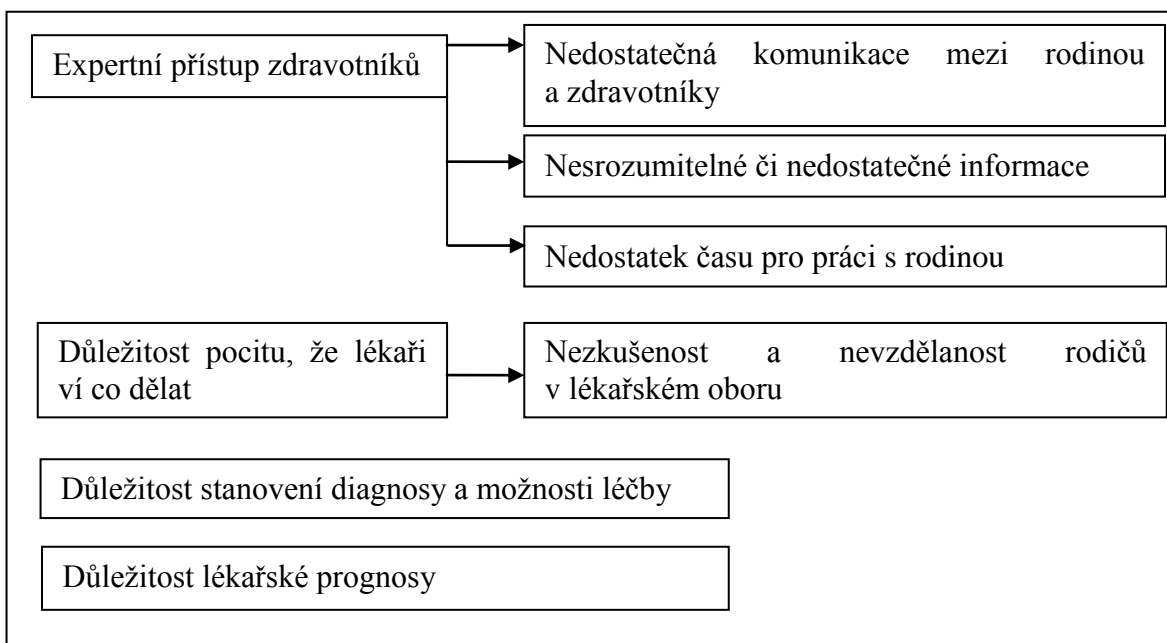 Expertní přístup zdravotníků
Nedostatečná komunikace mezi rodinou
a zdravotníky
Nesrozumitelné či nedostatečné informace
Nedostatek času pro práci s rodinou
Důležitost pocitu, že lékaři
ví co dělat
Nezkušenost a nevzdělanost rodičů
v lékařském oboru
Důležitost stanovení diagnosy a možnosti léčby
Důležitost lékařské prognosy